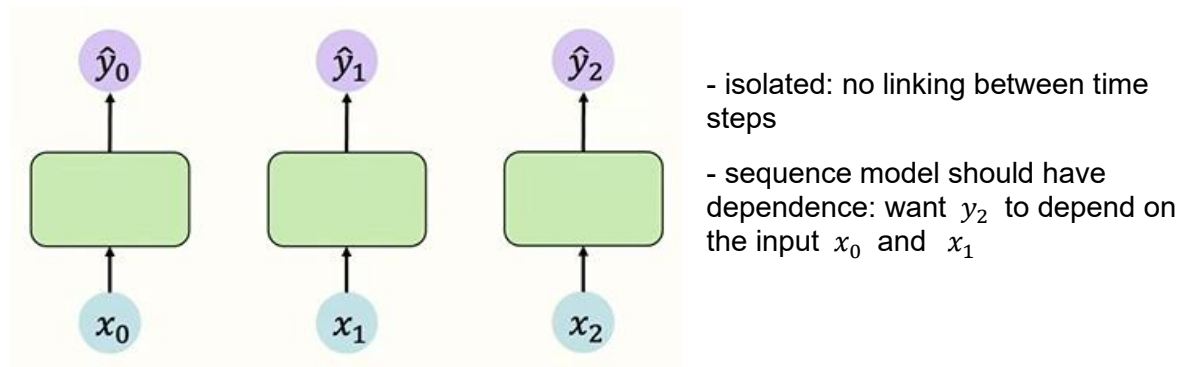 ŷ₀ ŷ₁ ŷ₂
x₀ x₁ x₂
- isolated: no linking between time
steps
- sequence model should have
dependence: want y₂ to depend on
the input x₀ and x₁